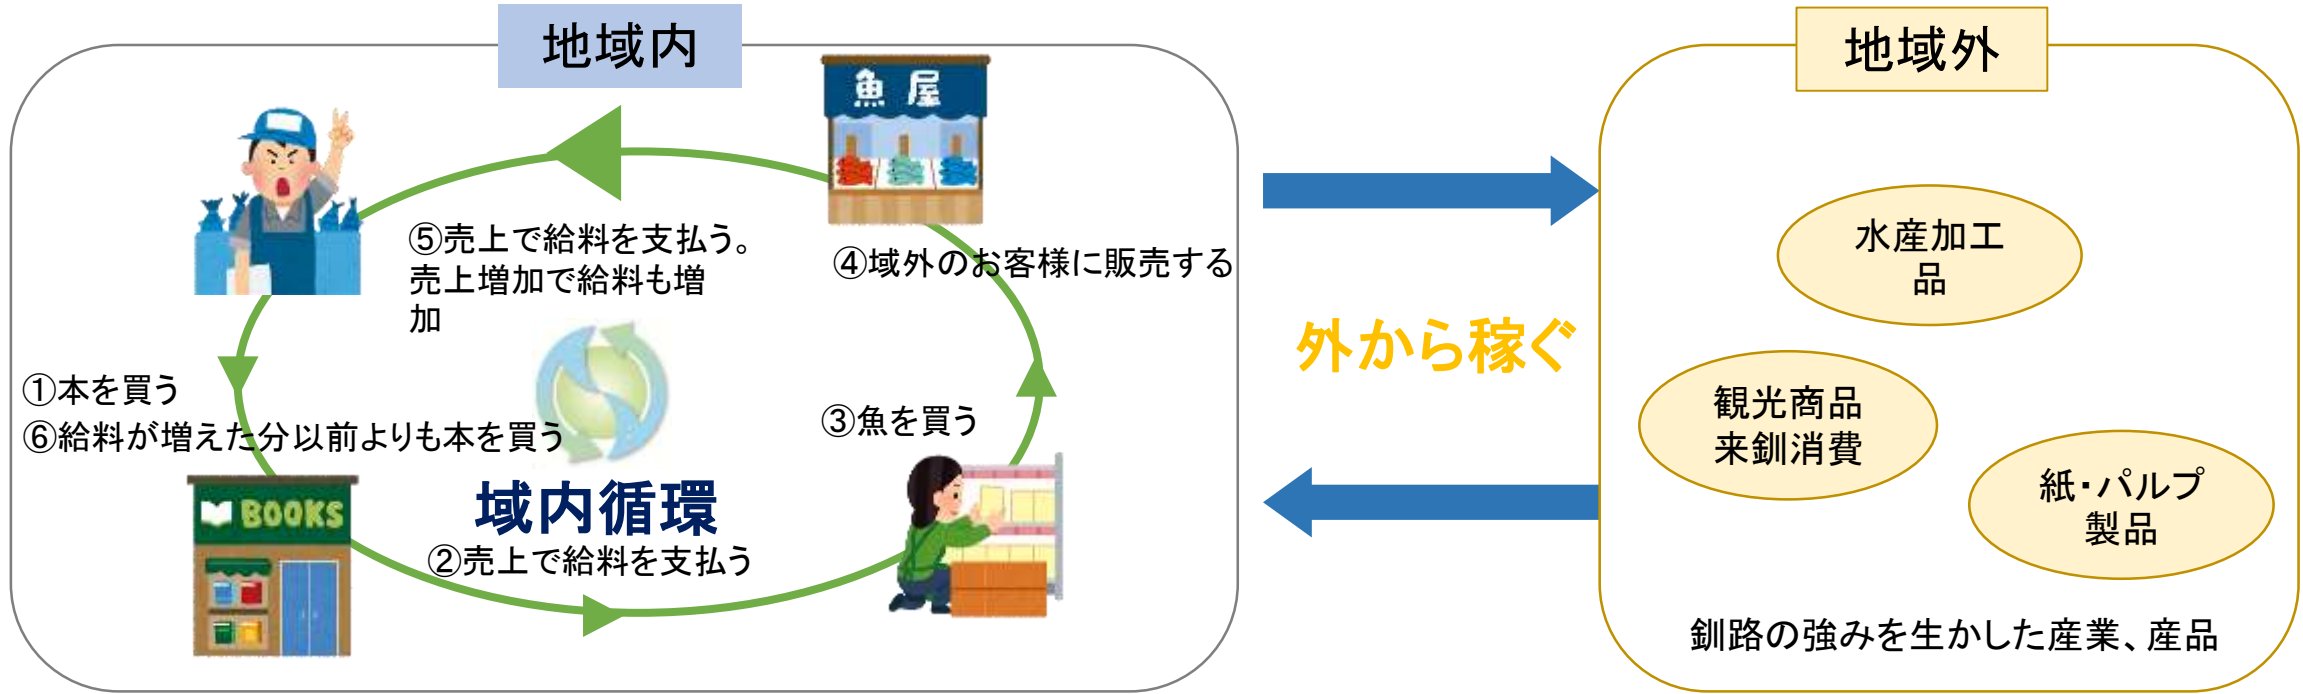 地域内
魚屋
⑤売上で給料を支払う。
売上増加で給料も増
加
④域外のお客様に販売する
①本を買う
⑥給料が増えた分以前よりも本を買う
③魚を買う
BOOKS
域内循環
②売上で給料を支払う
外から稼ぐ
地域外
水産加工
品
観光商品
来釧消費
紙・パルプ
製品
釧路の強みを生かした産業、産品